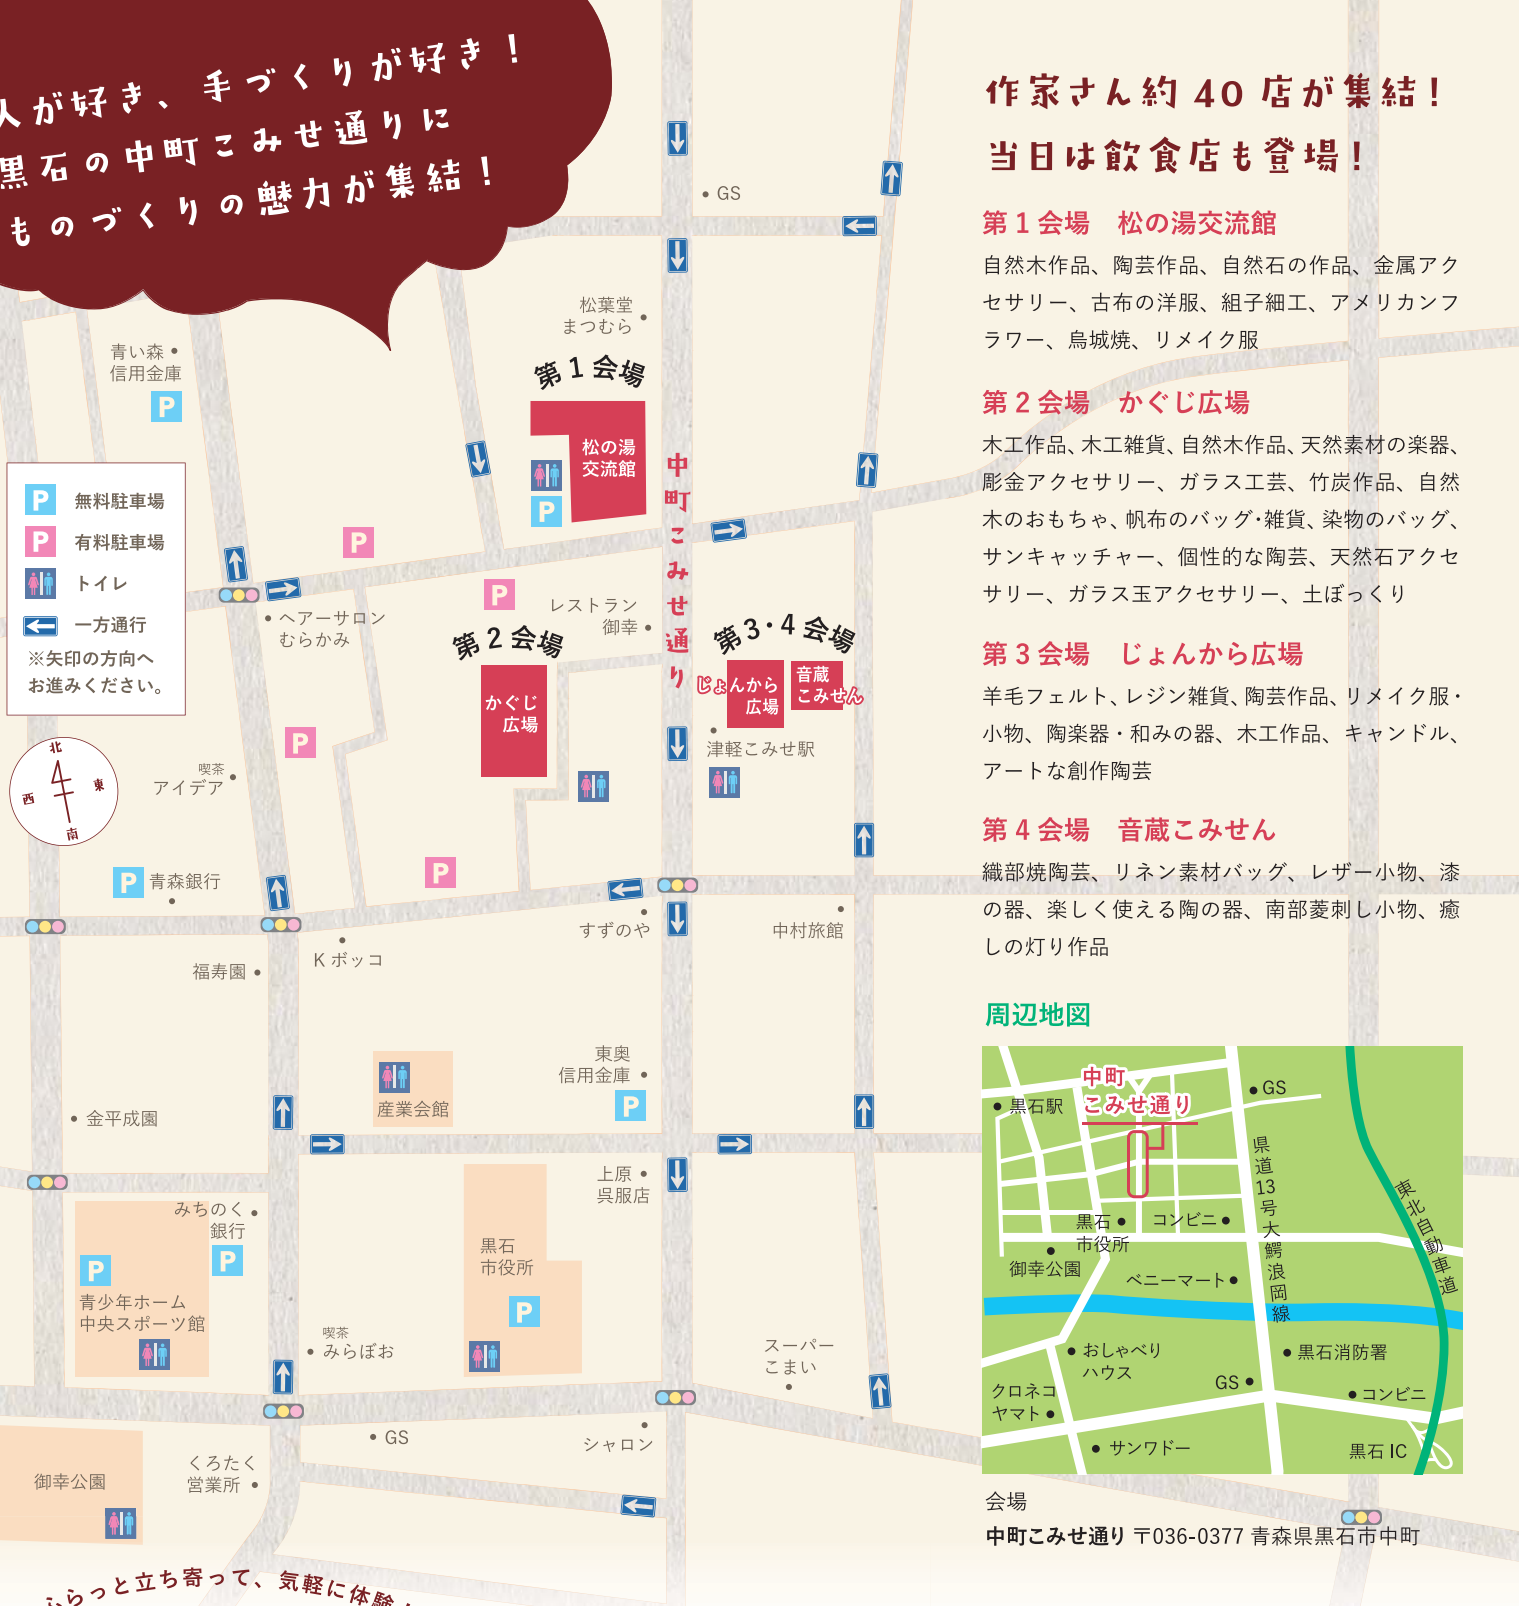 人が好き、手づくりが好き！
黒石の中町こみせ通りに
ものづくりの魅力が集結！
作家さん約40店が集結！
当日は飲食店も登場！
第1会場　松の湯交流館
自然木作品、陶芸作品、自然石の作品、金属アク
セサリー、古布の洋服、組子細工、アメリカンフ
ラワー、烏城焼、リメイク服
第2会場　かぐじ広場
木工作品、木工雑貨、自然木作品、天然素材の楽器、
彫金アクセサリー、ガラス工芸、竹炭作品、自然
木のおもちゃ、帆布のバッグ・雑貨、染物のバッグ、
サンキャッチャー、個性的な陶芸、天然石アクセ
サリー、ガラス玉アクセサリー、土ぼっくり
第3会場　じょんから広場
羊毛フェルト、レジン雑貨、陶芸作品、リメイク服・
小物、陶楽器・和みの器、木工作品、キャンドル、
アートな創作陶芸
第4会場　音蔵こみせん
織部焼陶芸、リネン素材バッグ、レザー小物、漆
の器、楽しく使える陶の器、南部菱刺し小物、癒
しの灯り作品
周辺地図
中町
こみせ通り
GS
黒石駅
県道13号大鰐浪岡線
東北自動車道
黒石
市役所
コンビニ
御幸公園
ベニーマート
おしゃべり
ハウス
黒石消防署
GS
クロネコ
ヤマト
コンビニ
サンワドー
黒石 IC
会場
中町こみせ通り 〒036-0377 青森県黒石市中町
GS
松葉堂
まつむら
青い森
信用金庫
P
第1会場
松の湯
交流館
P
中町こみせ通り
P 無料駐車場
P 有料駐車場
トイレ
一方通行
※矢印の方向へ
お進みください。
北
東
西
南
P
P
ヘアーサロン
むらかみ
レストラン
御幸
第2会場
かぐじ
広場
第3・4会場
じょんから
広場
音蔵
こみせん
津軽こみせ駅
P
喫茶
アイデア
P
青森銀行
P
すずのや
中村旅館
Kボッコ
福寿園
東奥
信用金庫
P
産業会館
金平成園
上原
呉服店
みちのく
銀行
P
P
青少年ホーム
中央スポーツ館
黒石
市役所
P
喫茶
みらぼお
スーパー
こまい
GS
シャロン
くろたく
営業所
御幸公園
ふらっと立ち寄って、気軽に体験